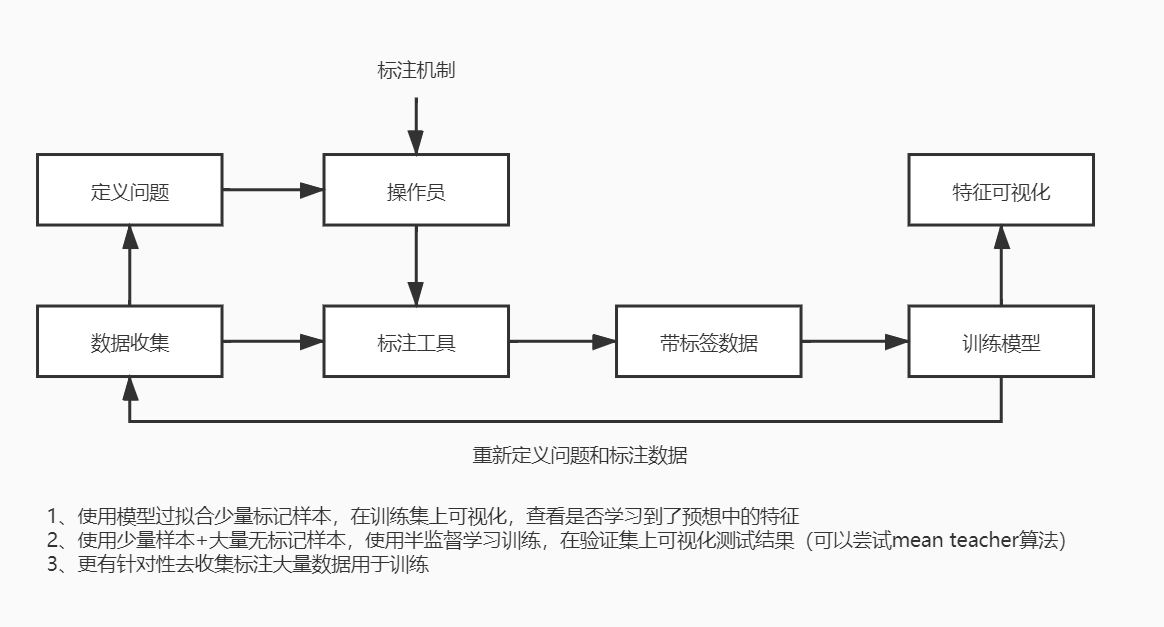 标注机制
定义问题
操作员
特征可视化
数据收集
标注工具
带标签数据
训练模型
重新定义问题和标注数据
1、使用模型过拟合少量标记样本，在训练集上可视化，查看是否学习到了预想中的特征
2、使用少量样本+大量无标记样本，使用半监督学习训练，在验证集上可视化测试结果（可以尝试mean teacher算法）
3、更有针对性去收集标注大量数据用于训练